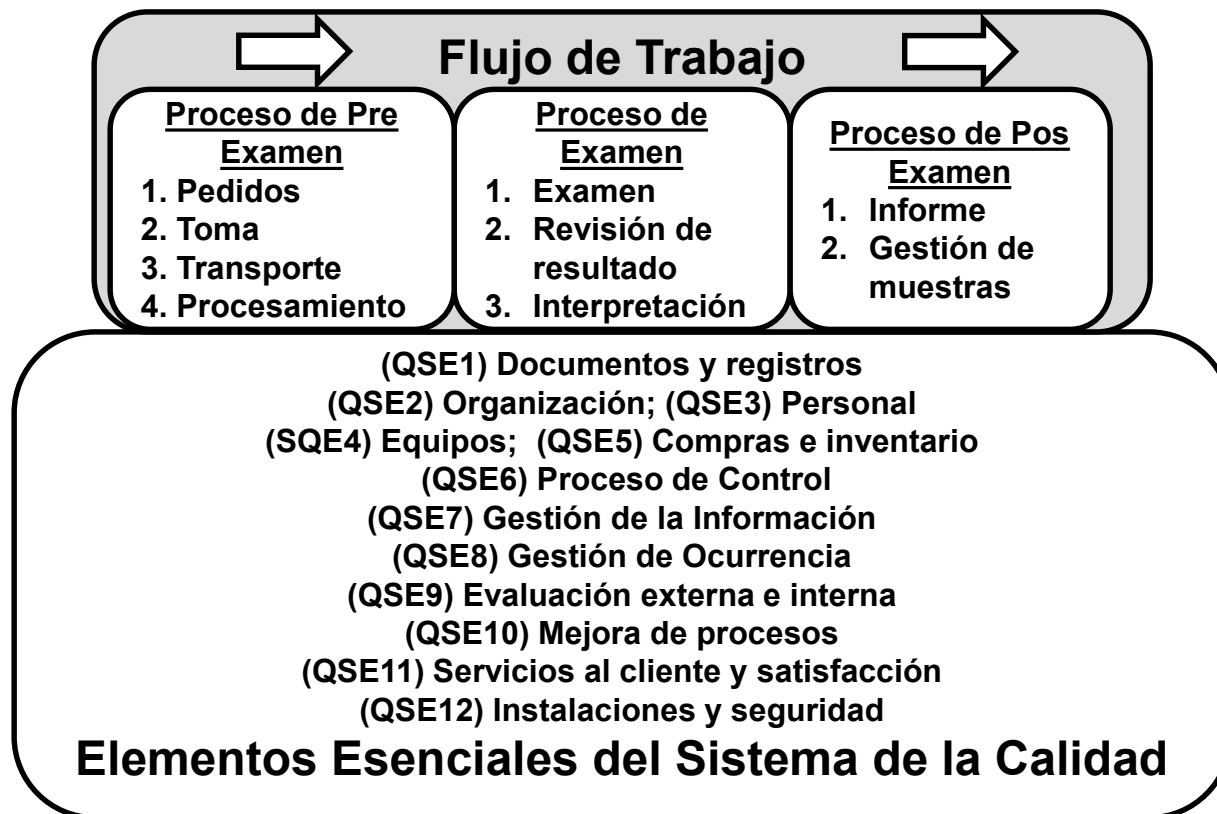 Flujo de Trabajo
Proceso de Pre
Examen
1. Pedidos
2. Toma
3. Transporte
4. Procesamiento
Proceso de
Examen
1. Examen
2. Revisión de
resultado
3. Interpretación
Proceso de Pos
Examen
1. Informe
2. Gestión de
muestras
(QSE1) Documentos y registros
(QSE2) Organización; (QSE3) Personal
(SQE4) Equipos; (QSE5) Compras e inventario
(QSE6) Proceso de Control
(QSE7) Gestión de la Información
(QSE8) Gestión de Ocurrencia
(QSE9) Evaluación externa e interna
(QSE10) Mejora de procesos
(QSE11) Servicios al cliente y satisfacción
(QSE12) Instalaciones y seguridad
Elementos Esenciales del Sistema de la Calidad